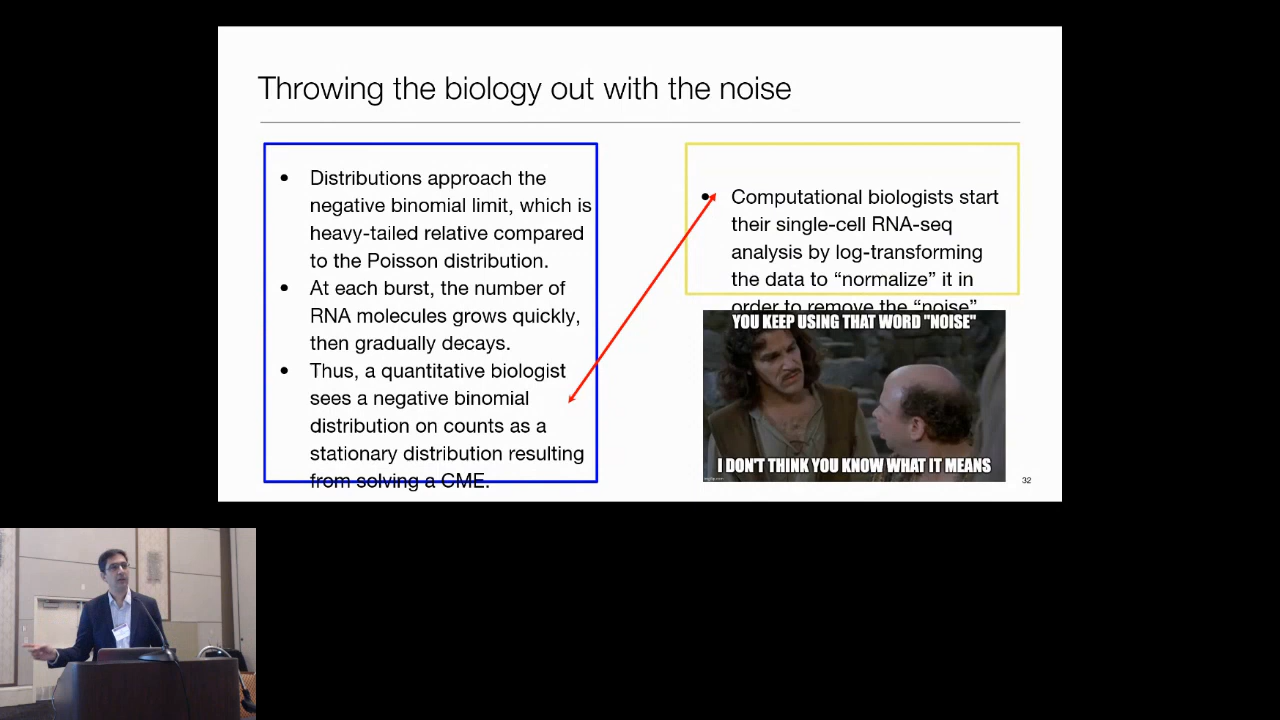 Throwing the biology out with the noise
• Distributions approach the
negative binomial limit, which is
heavy-tailed relative compared
to the Poisson distribution.
• At each burst, the number of
RNA molecules grows quickly,
then gradually decays.
• Thus, a quantitative biologist
sees a negative binomial
distribution on counts as a
stationary distribution resulting
from solving a CME.
• Computational biologists start
their single-cell RNA-seq
analysis by log-transforming
the data to “normalize” it in
order to remove the “noise”
YOU KEEP USING THAT WORD "NOISE"
I DON'T THINK YOU KNOW WHAT IT MEANS
32